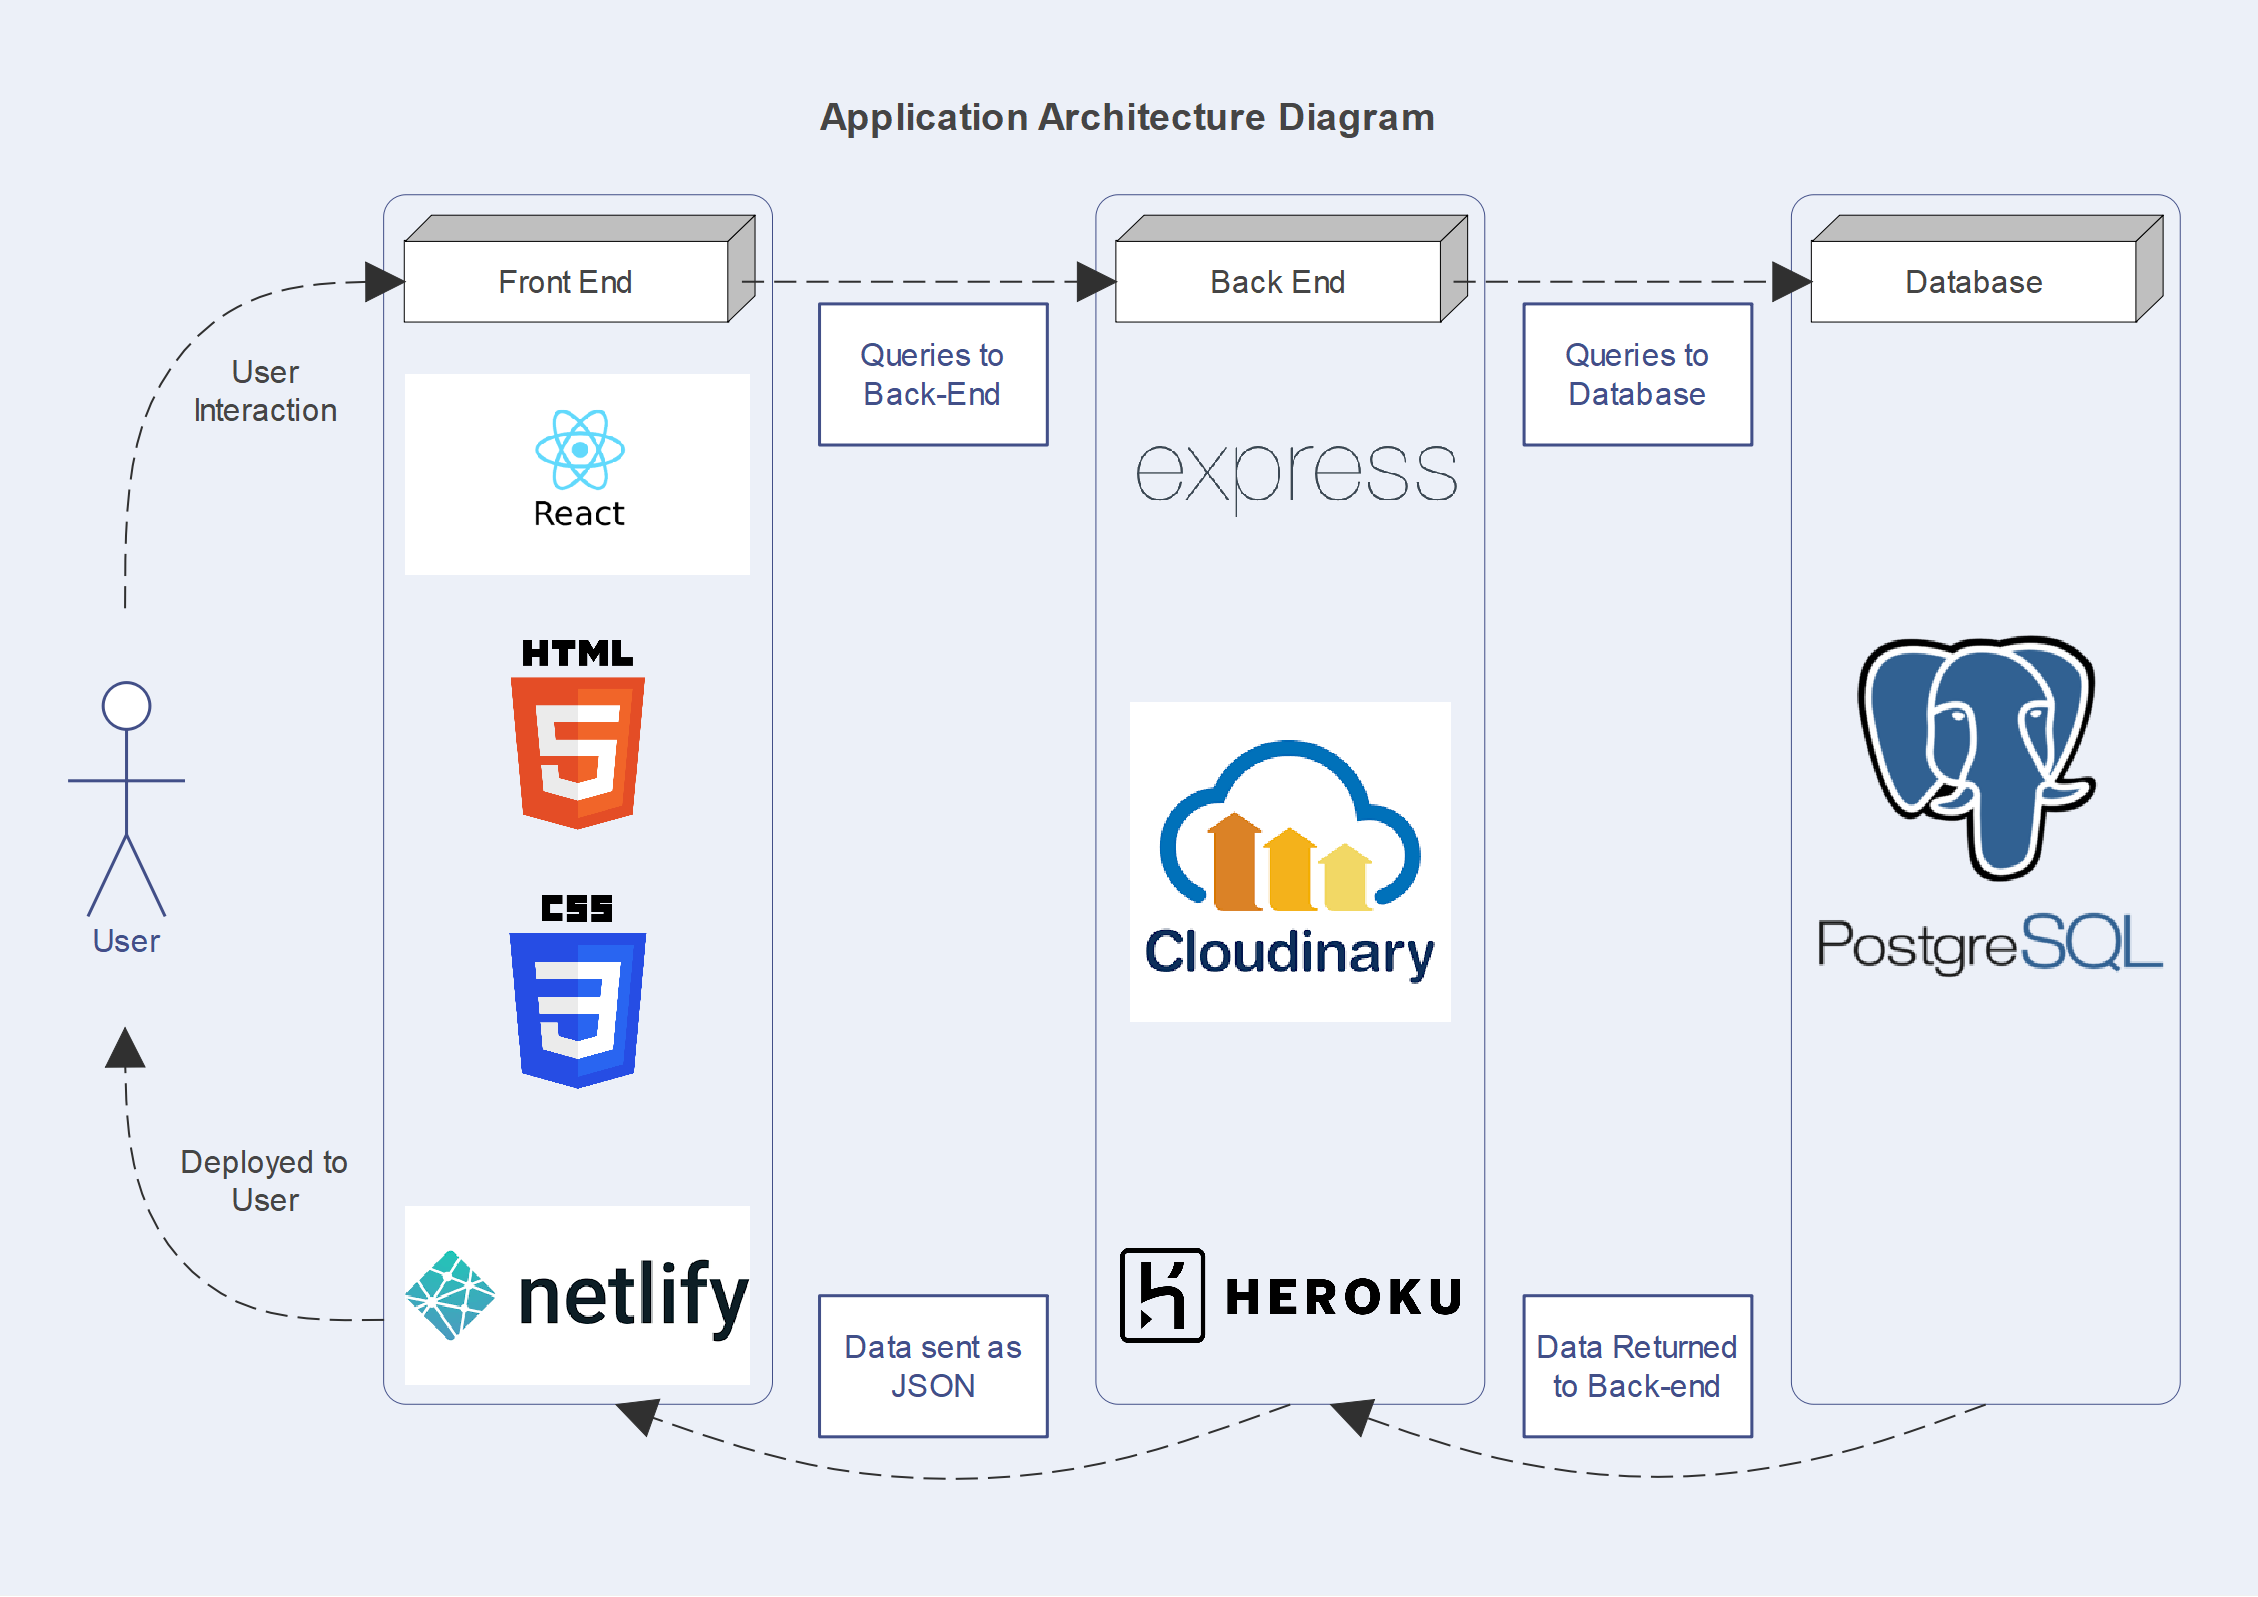 Application Architecture Diagram
Front End
Back End
Database
User
Interaction
Queries to
Back-End
Queries to
Database
React
express
HTML
5
CSS
3
Cloudinary
PostgreSQL
User
Deployed to
User
netlify
HEROKU
Data sent as
JSON
Data Returned
to Back-end